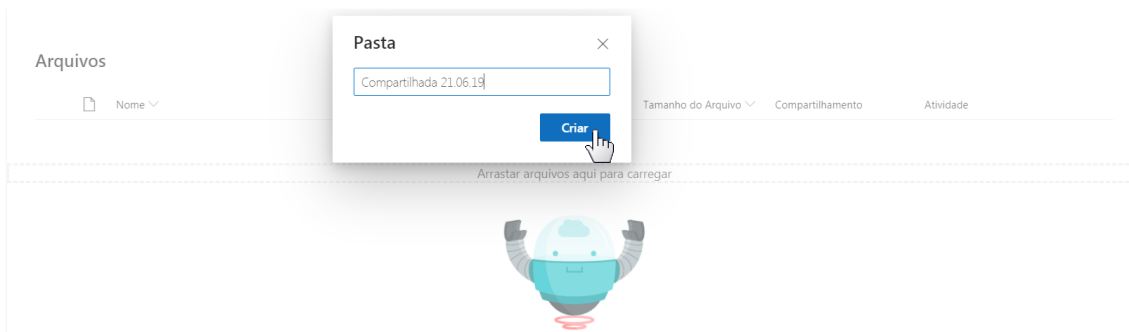 Pasta
Arquivos
Compartilhada 21.06.19
Nome
Tamanho do Arquivo
Compartilhamento
Atividade
Criar
Arrastar arquivos aqui para carregar